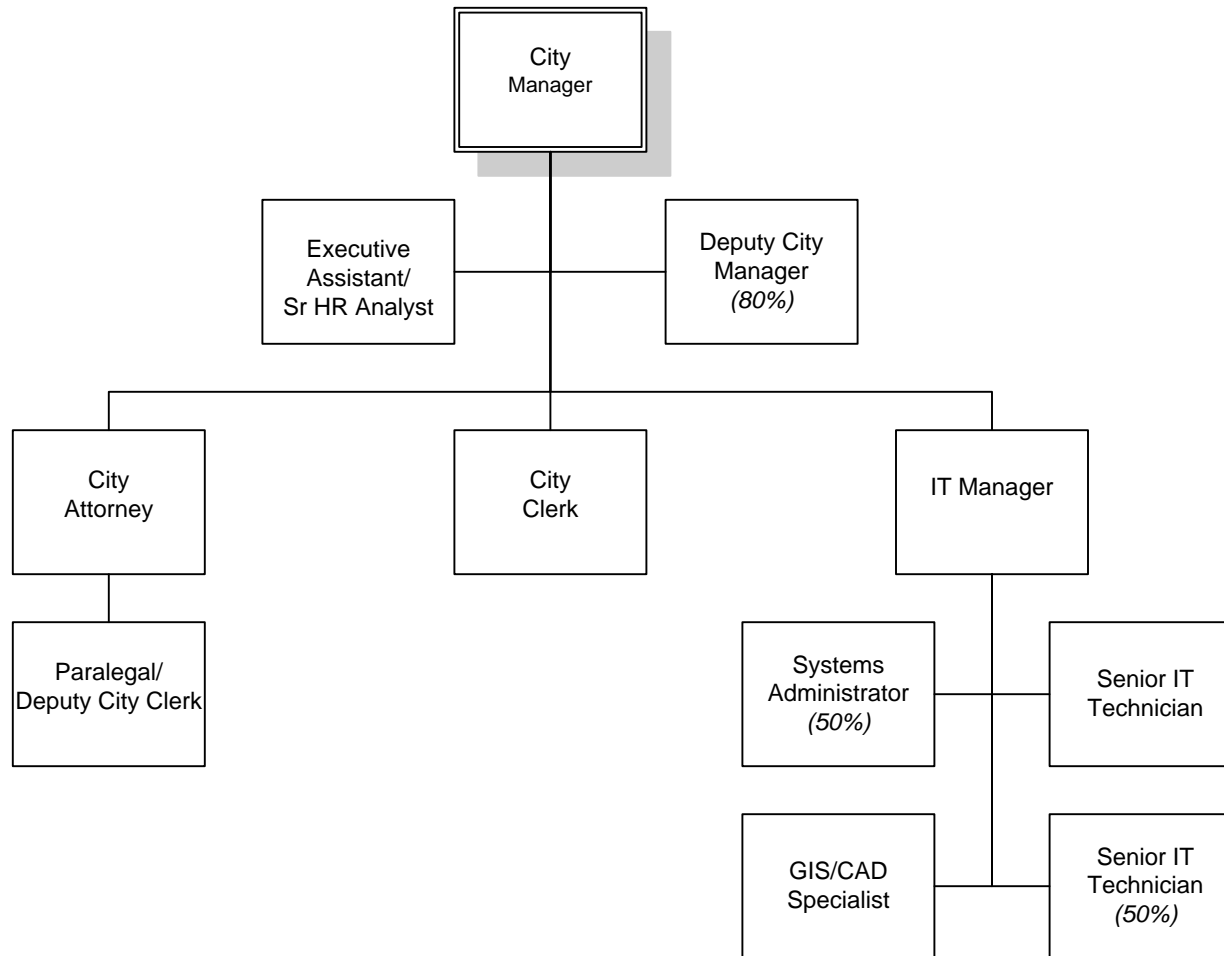 City
Manager
Executive
Assistant/
Sr HR Analyst
Deputy City
Manager
(80%)
City
Attorney
City
Clerk
IT Manager
Paralegal/
Deputy City Clerk
Systems
Administrator
(50%)
Senior IT
Technician
GIS/CAD
Specialist
Senior IT
Technician
(50%)